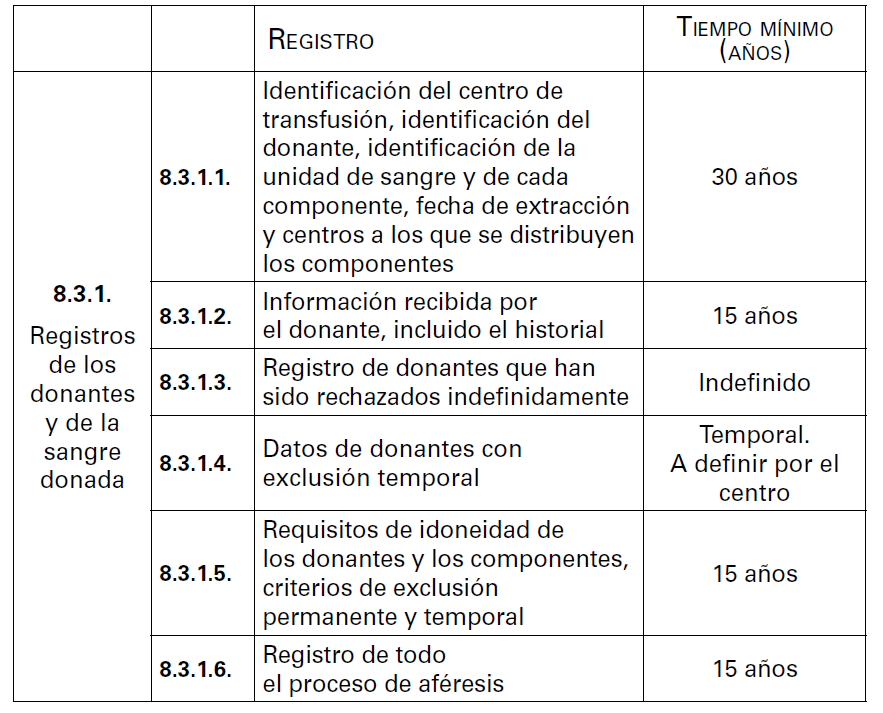 REGISTRO
TIEMPO MÍNIMO
(AÑOS)
8.3.1.
Registros
de los
donantes
y de la
sangre
donada
8.3.1.1.
Identificación del centro de
transfusión, identificación del
donante, identificación de la
unidad de sangre y de cada
componente, fecha de extracción
y centros a los que se distribuyen
los componentes
30 años
8.3.1.2.
Información recibida por
el donante, incluido el historial
15 años
8.3.1.3.
Registro de donantes que han
sido rechazados indefinidamente
Indefinido
8.3.1.4.
Datos de donantes con
exclusión temporal
Temporal.
A definir por el
centro
8.3.1.5.
Requisitos de idoneidad de
los donantes y los componentes,
criterios de exclusión
permanente y temporal
15 años
8.3.1.6.
Registro de todo
el proceso de aféresis
15 años